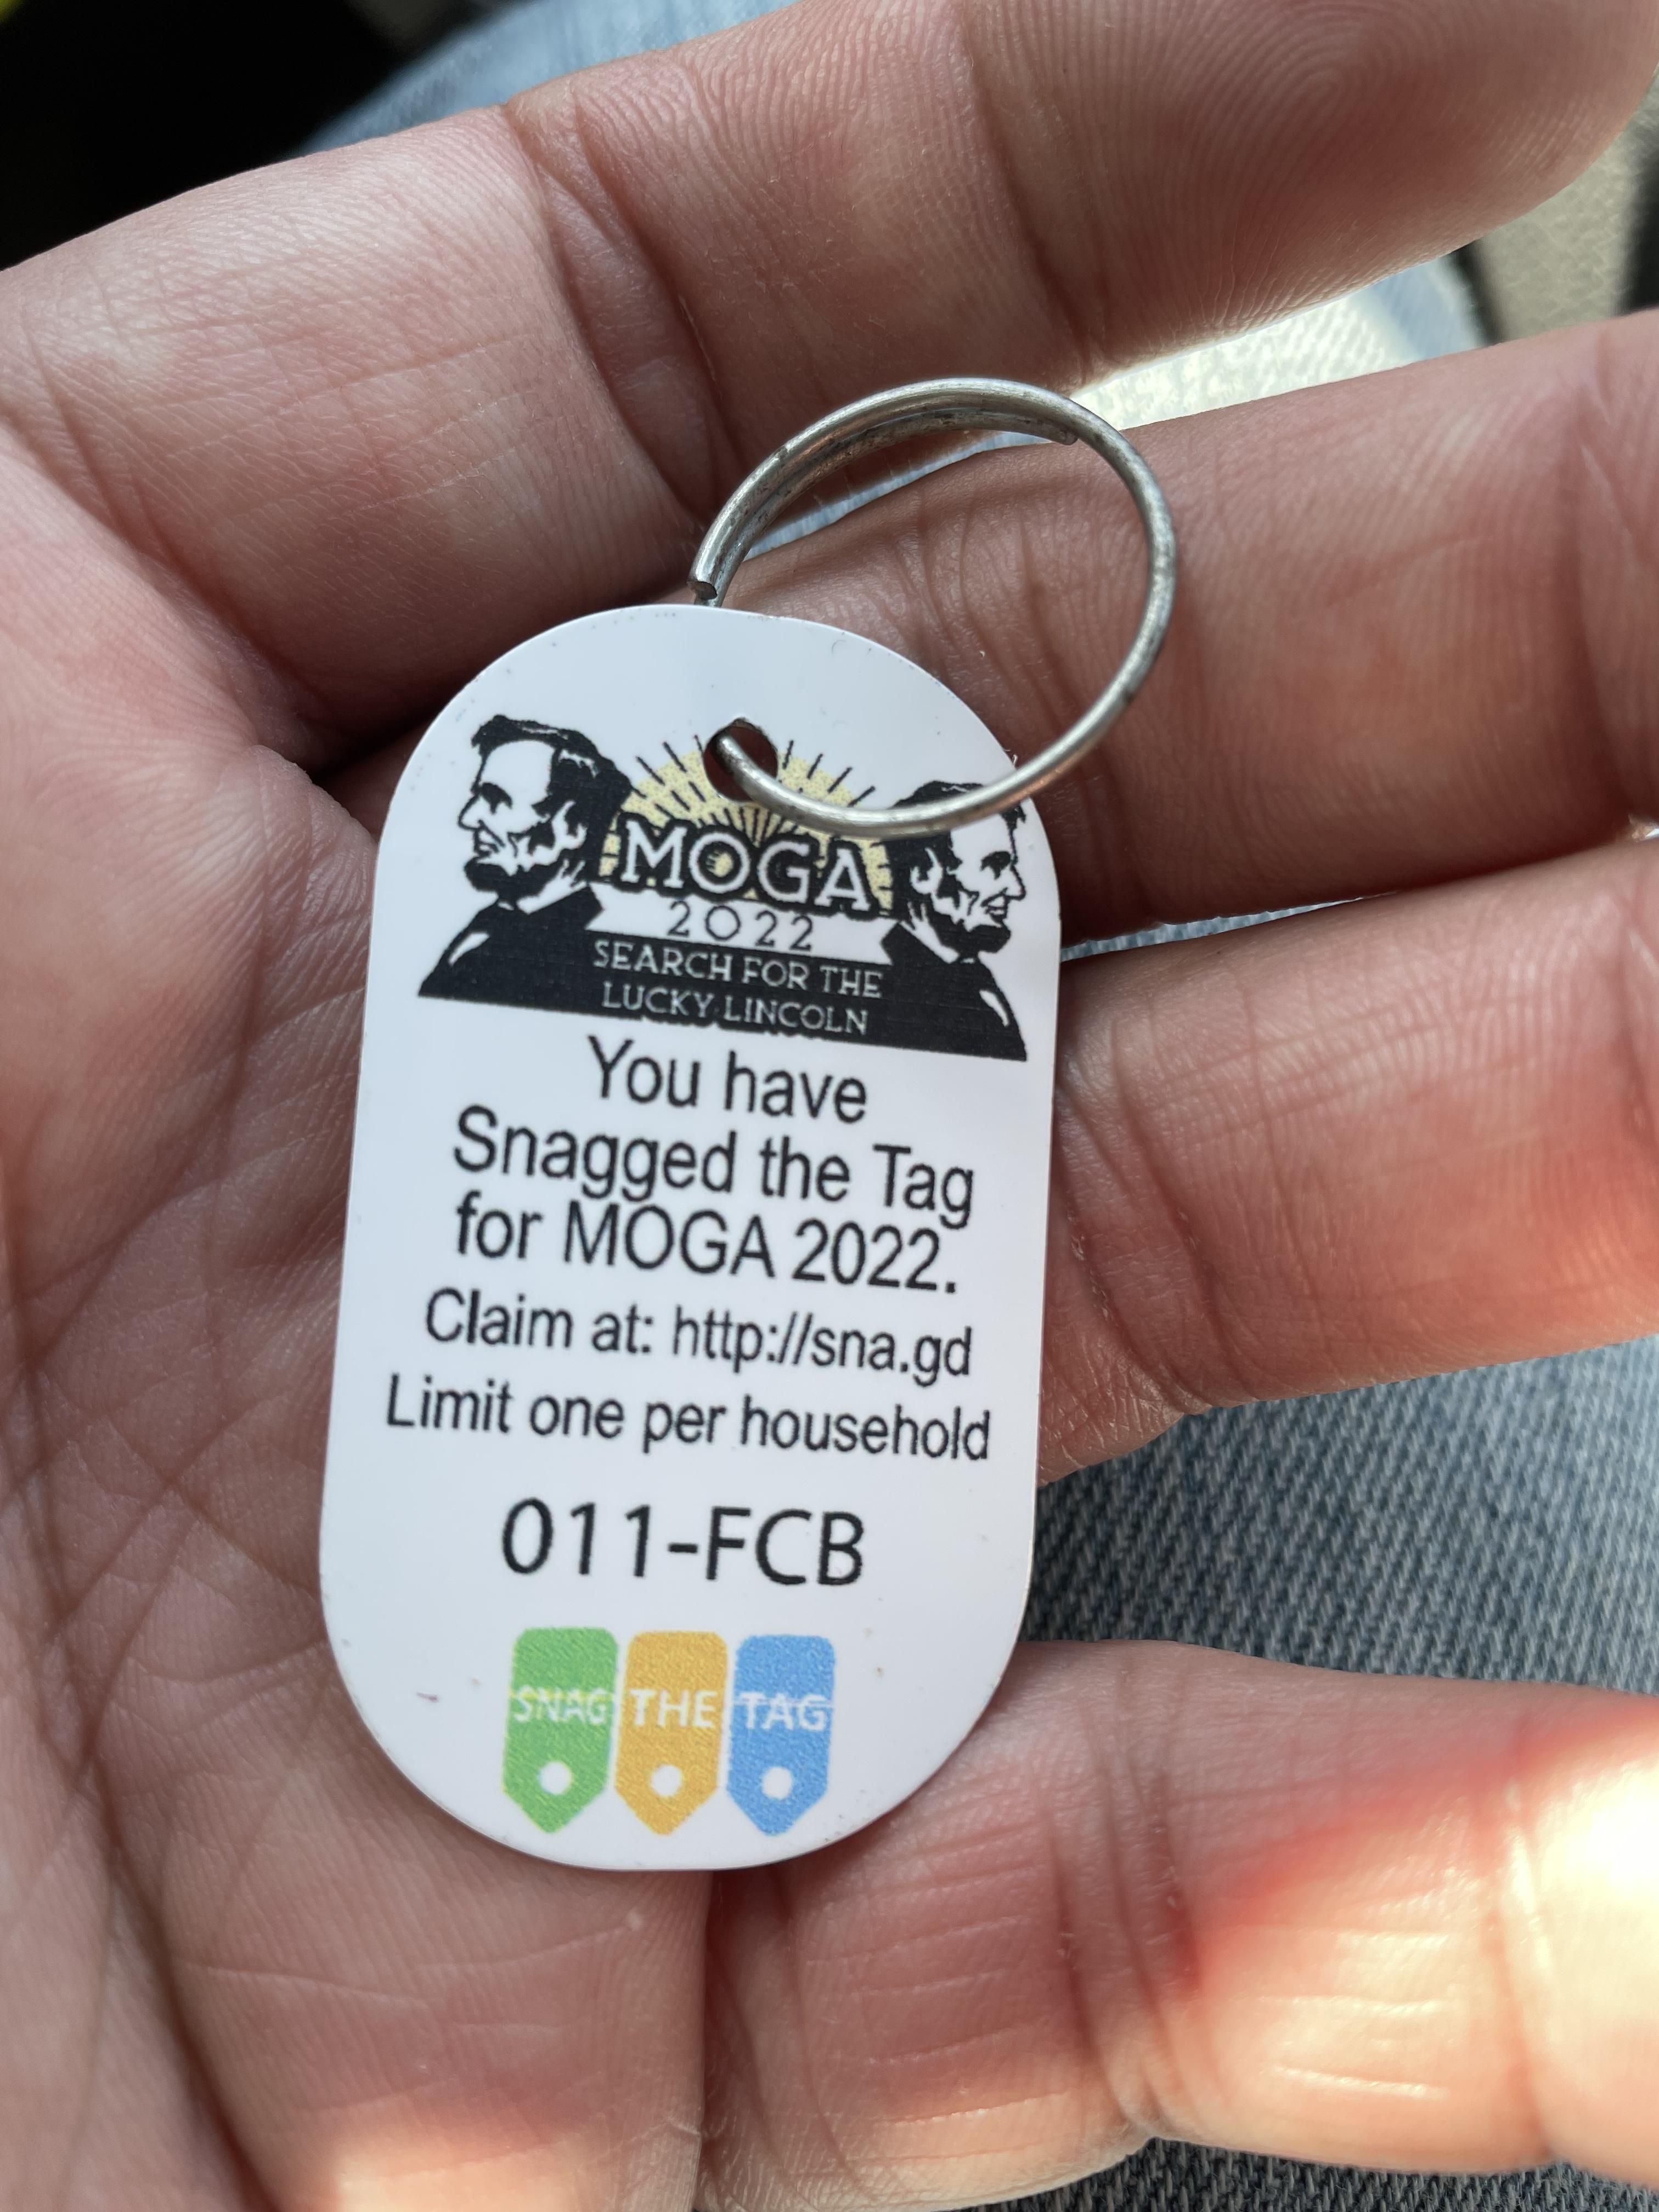 MOGA
2022
SEARCH FOR THE
LUCKY LINCOLN
You have
Snagged the Tag
for MOGA 2022.
Claim at: http://sna.gd
Limit one per household
011-FCB
SNAG THE TAG